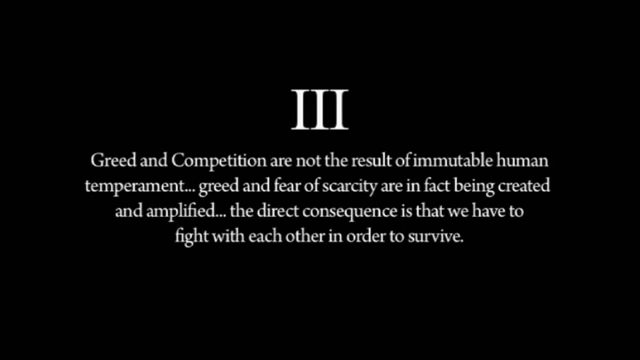 III
Greed and Competition are not the result of immutable human
temperament... greed and fear of scarcity are in fact being created
and amplified... the direct consequence is that we have to
fight with each other in order to survive.